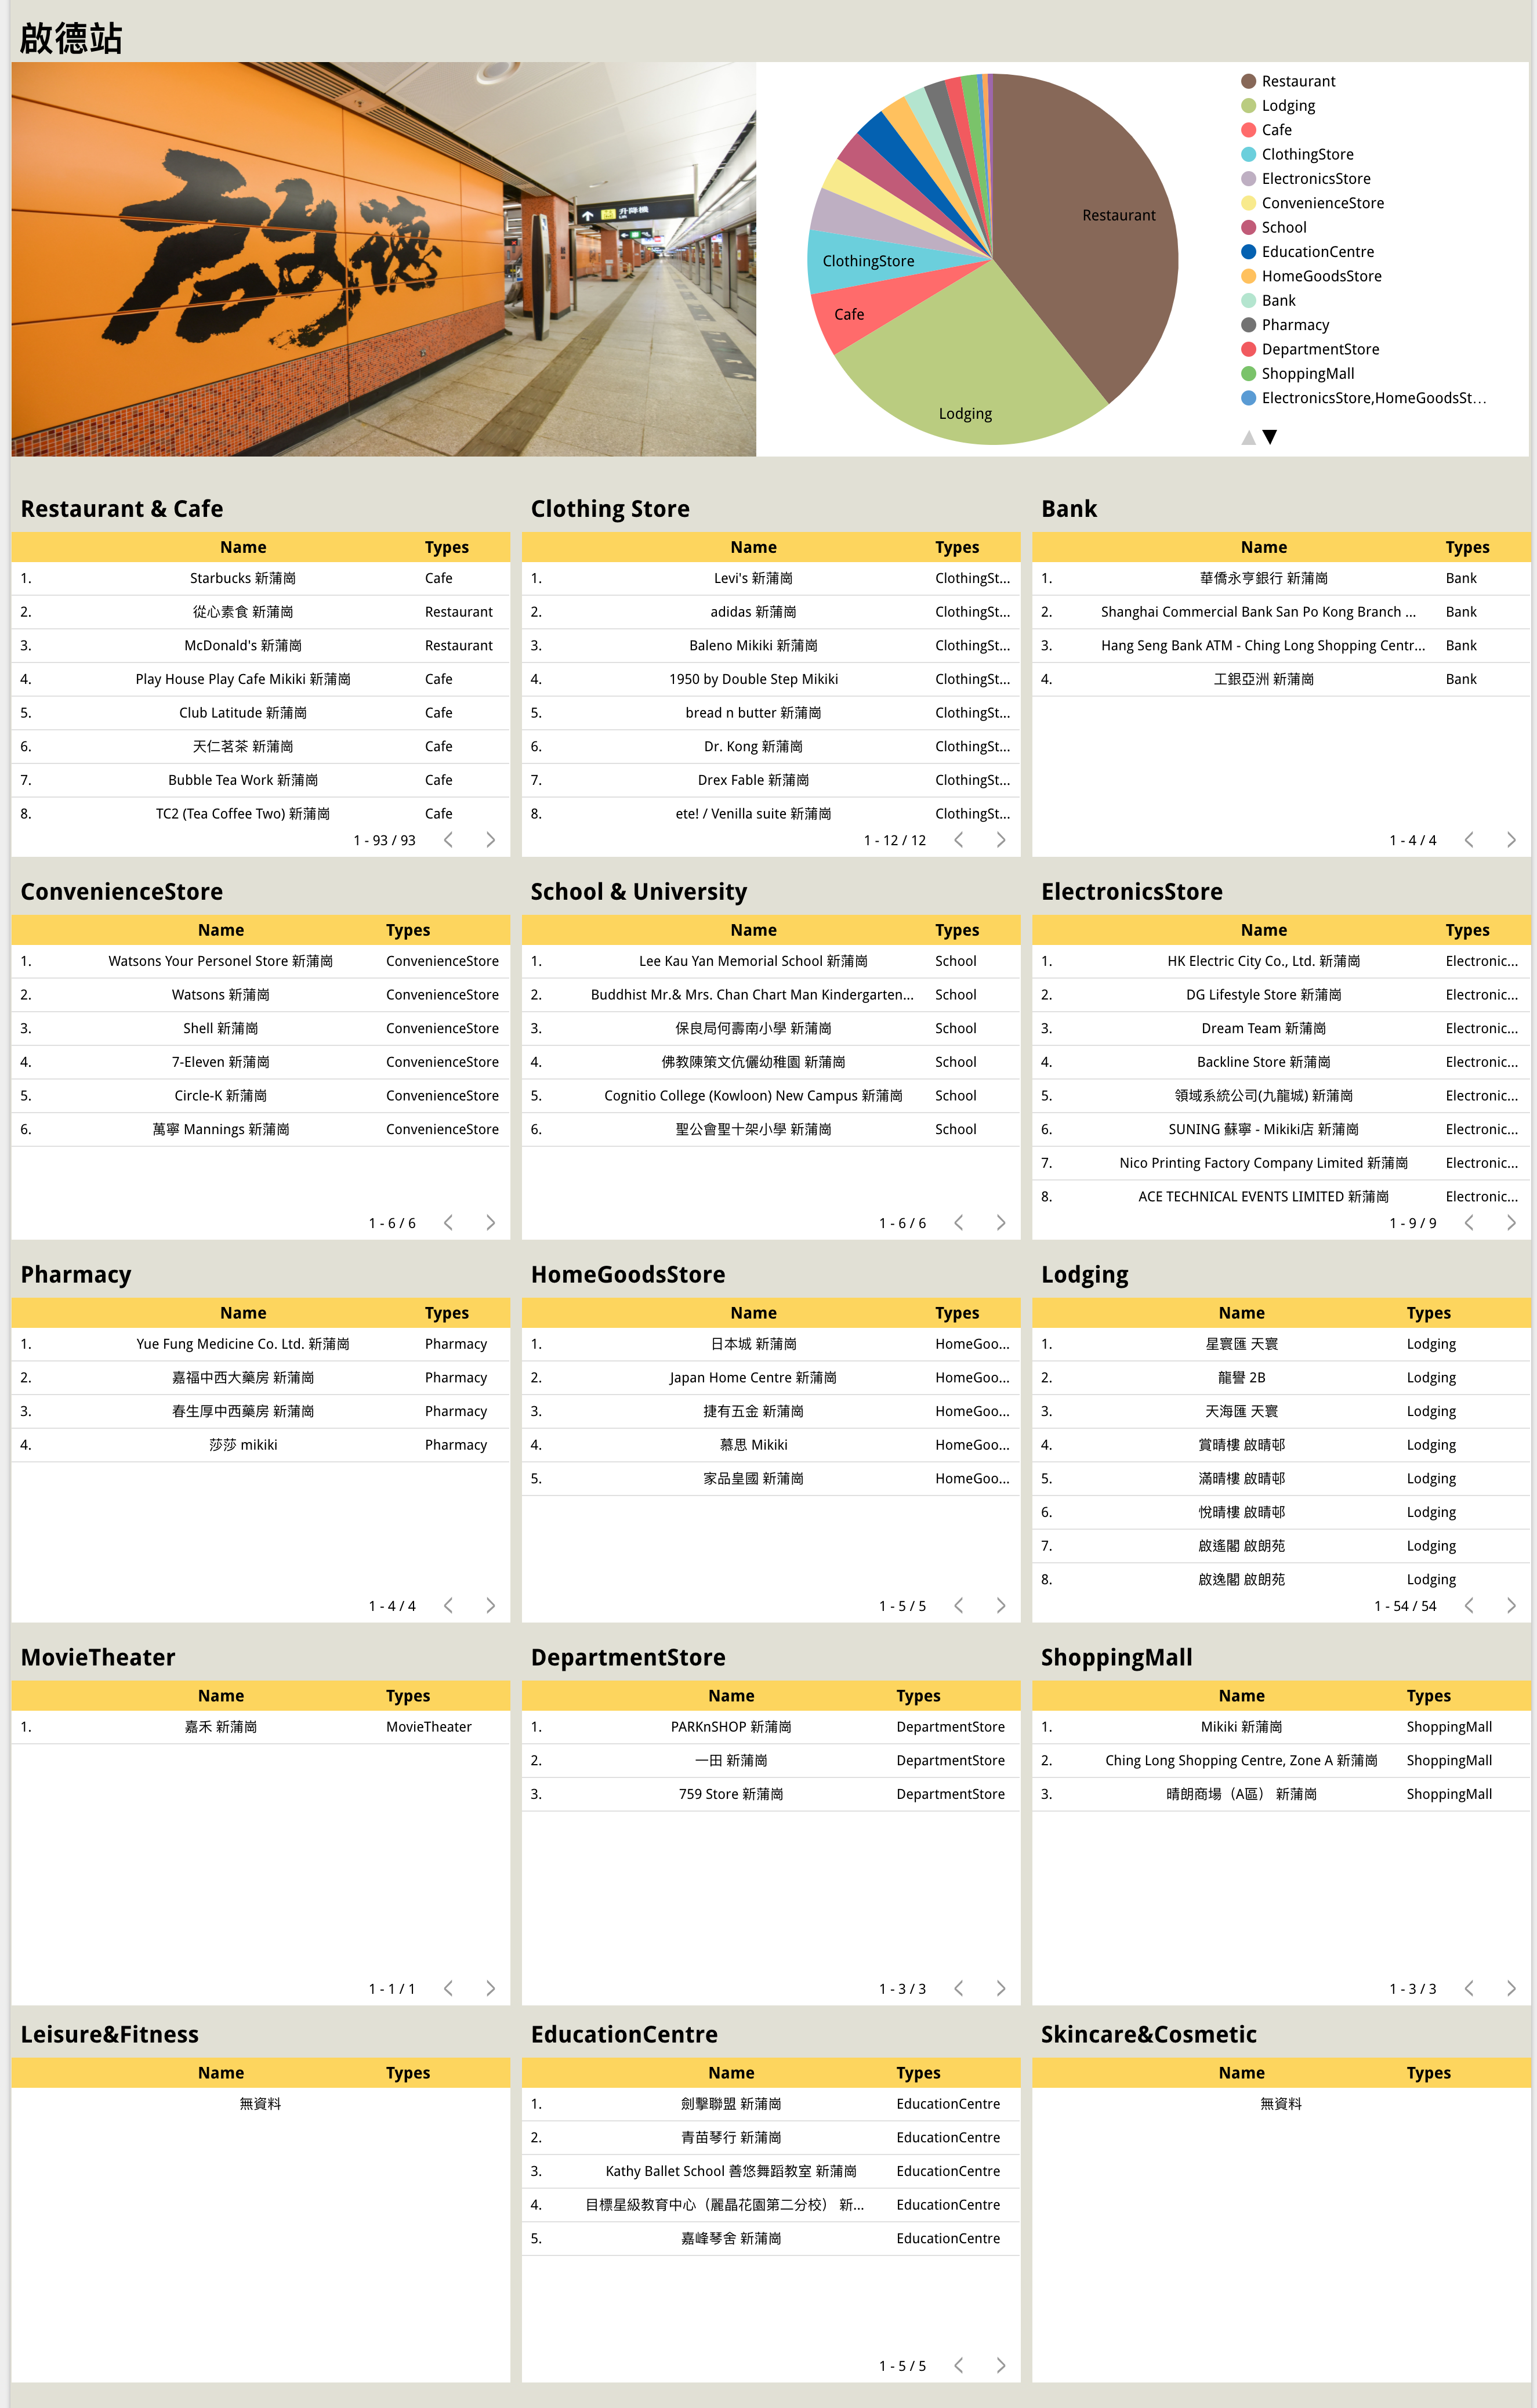 啟德站
啟德
升降機
Lift
Restaurant
Lodging
Cafe
ClothingStore
Restaurant
Lodging
Cafe
ClothingStore
ElectronicsStore
ConvenienceStore
School
EducationCentre
HomeGoodsStore
Bank
Pharmacy
DepartmentStore
ShoppingMall
ElectronicsStore,HomeGoodsSt...
Restaurant & Cafe
Name Types
1. Starbucks 新蒲崗 Cafe
2. 從心素食 新蒲崗 Restaurant
3. McDonald's 新蒲崗 Restaurant
4. Play House Play Cafe Mikiki 新蒲崗 Cafe
5. Club Latitude 新蒲崗 Cafe
6. 天仁茗茶 新蒲崗 Cafe
7. Bubble Tea Work 新蒲崗 Cafe
8. TC2 (Tea Coffee Two) 新蒲崗 Cafe
1 - 93 / 93
Clothing Store
Name Types
1. Levi's 新蒲崗 ClothingSt...
2. adidas 新蒲崗 ClothingSt...
3. Baleno Mikiki 新蒲崗 ClothingSt...
4. 1950 by Double Step Mikiki ClothingSt...
5. bread n butter 新蒲崗 ClothingSt...
6. Dr. Kong 新蒲崗 ClothingSt...
7. Drex Fable 新蒲崗 ClothingSt...
8. ete! / Venilla suite 新蒲崗 ClothingSt...
1 - 12 / 12
Bank
Name Types
1. 華僑永亨銀行 新蒲崗 Bank
2. Shanghai Commercial Bank San Po Kong Branch ... Bank
3. Hang Seng Bank ATM - Ching Long Shopping Centr... Bank
4. 工銀亞洲 新蒲崗 Bank
1 - 4 / 4
ConvenienceStore
Name Types
1. Watsons Your Personel Store 新蒲崗 ConvenienceStore
2. Watsons 新蒲崗 ConvenienceStore
3. Shell 新蒲崗 ConvenienceStore
4. 7-Eleven 新蒲崗 ConvenienceStore
5. Circle-K 新蒲崗 ConvenienceStore
6. 萬寧 Mannings 新蒲崗 ConvenienceStore
1 - 6 / 6
School & University
Name Types
1. Lee Kau Yan Memorial School 新蒲崗 School
2. Buddhist Mr.& Mrs. Chan Chart Man Kindergarten... School
3. 保良局何壽南小學 新蒲崗 School
4. 佛教陳策文伉儷幼稚園 新蒲崗 School
5. Cognitio College (Kowloon) New Campus 新蒲崗 School
6. 聖公會聖十架小學 新蒲崗 School
1 - 6 / 6
ElectronicsStore
Name Types
1. HK Electric City Co., Ltd. 新蒲崗 Electronic...
2. DG Lifestyle Store 新蒲崗 Electronic...
3. Dream Team 新蒲崗 Electronic...
4. Backline Store 新蒲崗 Electronic...
5. 領域系統公司(九龍城) 新蒲崗 Electronic...
6. SUNING 蘇寧 - Mikiki店 新蒲崗 Electronic...
7. Nico Printing Factory Company Limited 新蒲崗 Electronic...
8. ACE TECHNICAL EVENTS LIMITED 新蒲崗 Electronic...
1 - 9 / 9
Pharmacy
Name Types
1. Yue Fung Medicine Co. Ltd. 新蒲崗 Pharmacy
2. 嘉福中西大藥房 新蒲崗 Pharmacy
3. 春生厚中西藥房 新蒲崗 Pharmacy
4. 莎莎 mikiki Pharmacy
1 - 4 / 4
HomeGoodsStore
Name Types
1. 日本城 新蒲崗 HomeGoo...
2. Japan Home Centre 新蒲崗 HomeGoo...
3. 捷有五金 新蒲崗 HomeGoo...
4. 慕思 Mikiki HomeGoo...
5. 家品皇國 新蒲崗 HomeGoo...
1 - 5 / 5
Lodging
Name Types
1. 星寰匯 天寰 Lodging
2. 龍譽 2B Lodging
3. 天海匯 天寰 Lodging
4. 賞晴樓 啟晴邨 Lodging
5. 滿晴樓 啟晴邨 Lodging
6. 悅晴樓 啟晴邨 Lodging
7. 啟遙閣 啟朗苑 Lodging
8. 啟逸閣 啟朗苑 Lodging
1 - 54 / 54
MovieTheater
Name Types
1. 嘉禾 新蒲崗 MovieTheater
1 - 1 / 1
DepartmentStore
Name Types
1. PARKnSHOP 新蒲崗 DepartmentStore
2. 一田 新蒲崗 DepartmentStore
3. 759 Store 新蒲崗 DepartmentStore
1 - 3 / 3
ShoppingMall
Name Types
1. Mikiki 新蒲崗 ShoppingMall
2. Ching Long Shopping Centre, Zone A 新蒲崗 ShoppingMall
3. 晴朗商場（A區） 新蒲崗 ShoppingMall
1 - 3 / 3
Leisure&Fitness
Name Types
無資料
EducationCentre
Name Types
1. 劍擊聯盟 新蒲崗 EducationCentre
2. 青苗琴行 新蒲崗 EducationCentre
3. Kathy Ballet School 善悠舞蹈教室 新蒲崗 EducationCentre
4. 目標星級教育中心（麗晶花園第二分校） 新... EducationCentre
5. 嘉峰琴舍 新蒲崗 EducationCentre
1 - 5 / 5
Skincare&Cosmetic
Name Types
無資料